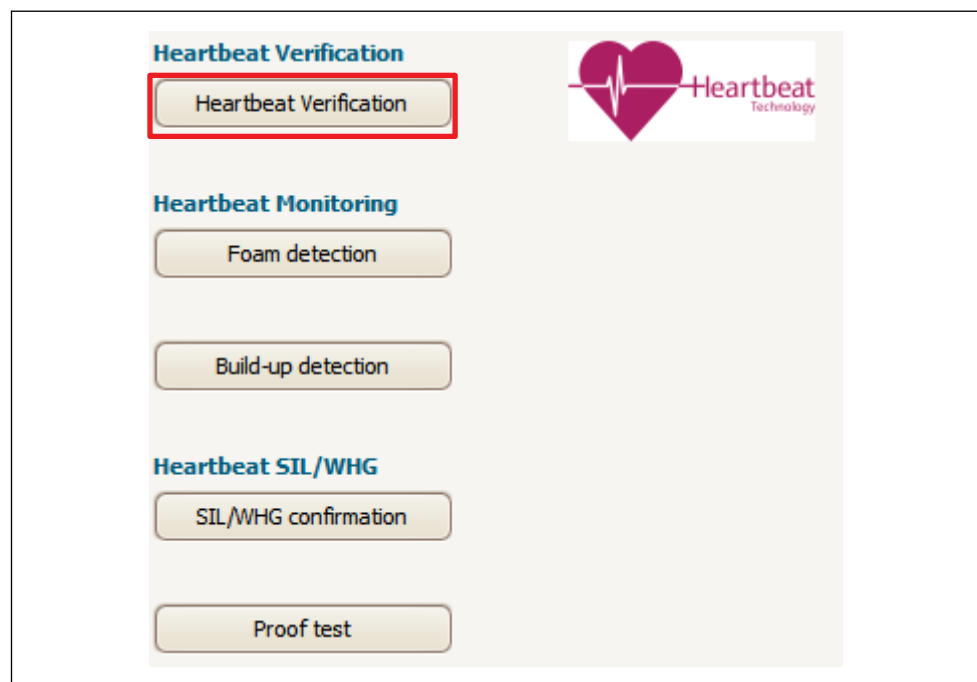 Heartbeat Verification
Heartbeat Verification
Heartbeat
Technology
Heartbeat Monitoring
Foam detection
Build-up detection
Heartbeat SIL/WHG
SIL/WHG confirmation
Proof test